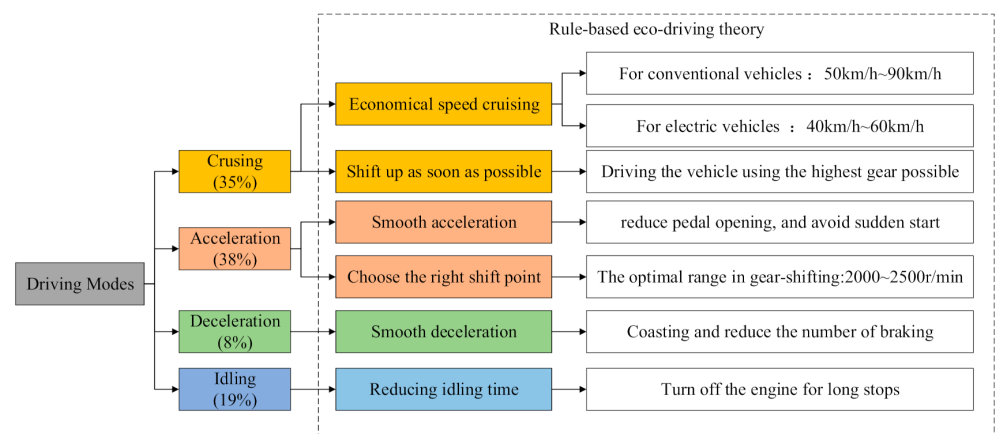 Rule-based eco-driving theory
Driving Modes
Crusing
(35%)
Economical speed cruising
For conventional vehicles : 50km/h~90km/h
For electric vehicles : 40km/h~60km/h
Shift up as soon as possible
Driving the vehicle using the highest gear possible
Acceleration
(38%)
Smooth acceleration
reduce pedal opening, and avoid sudden start
Choose the right shift point
The optimal range in gear-shifting:2000~2500r/min
Deceleration
(8%)
Smooth deceleration
Coasting and reduce the number of braking
Idling
(19%)
Reducing idling time
Turn off the engine for long stops